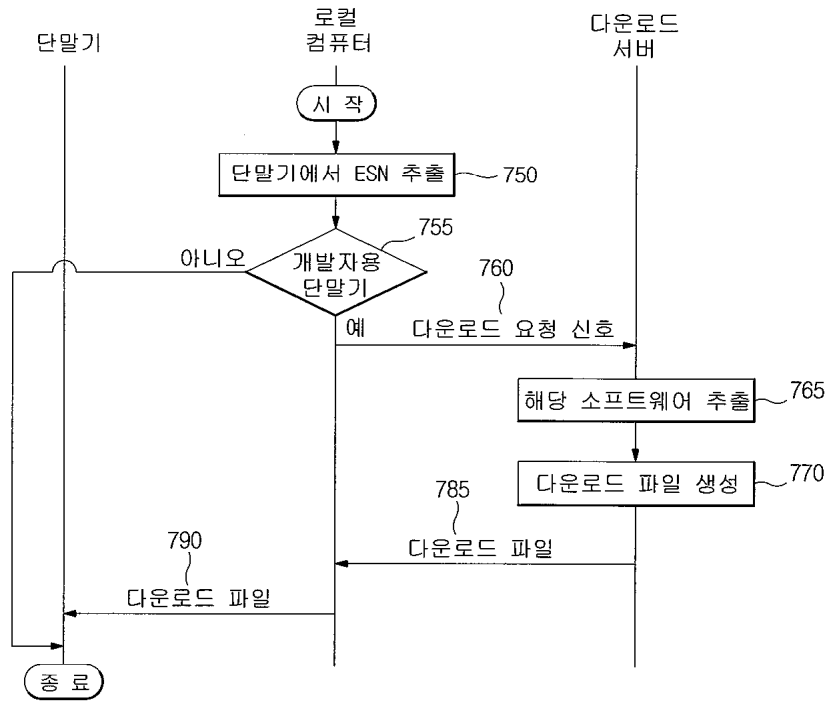 단말기
로컬
컴퓨터
다운로드
서버
시 작
단말기에서 ESN 추출
750
755
아니오
개발자용
단말기
760
예
다운로드 요청 신호
해당 소프트웨어 추출
765
다운로드 파일 생성
770
785
다운로드 파일
790
다운로드 파일
종 료